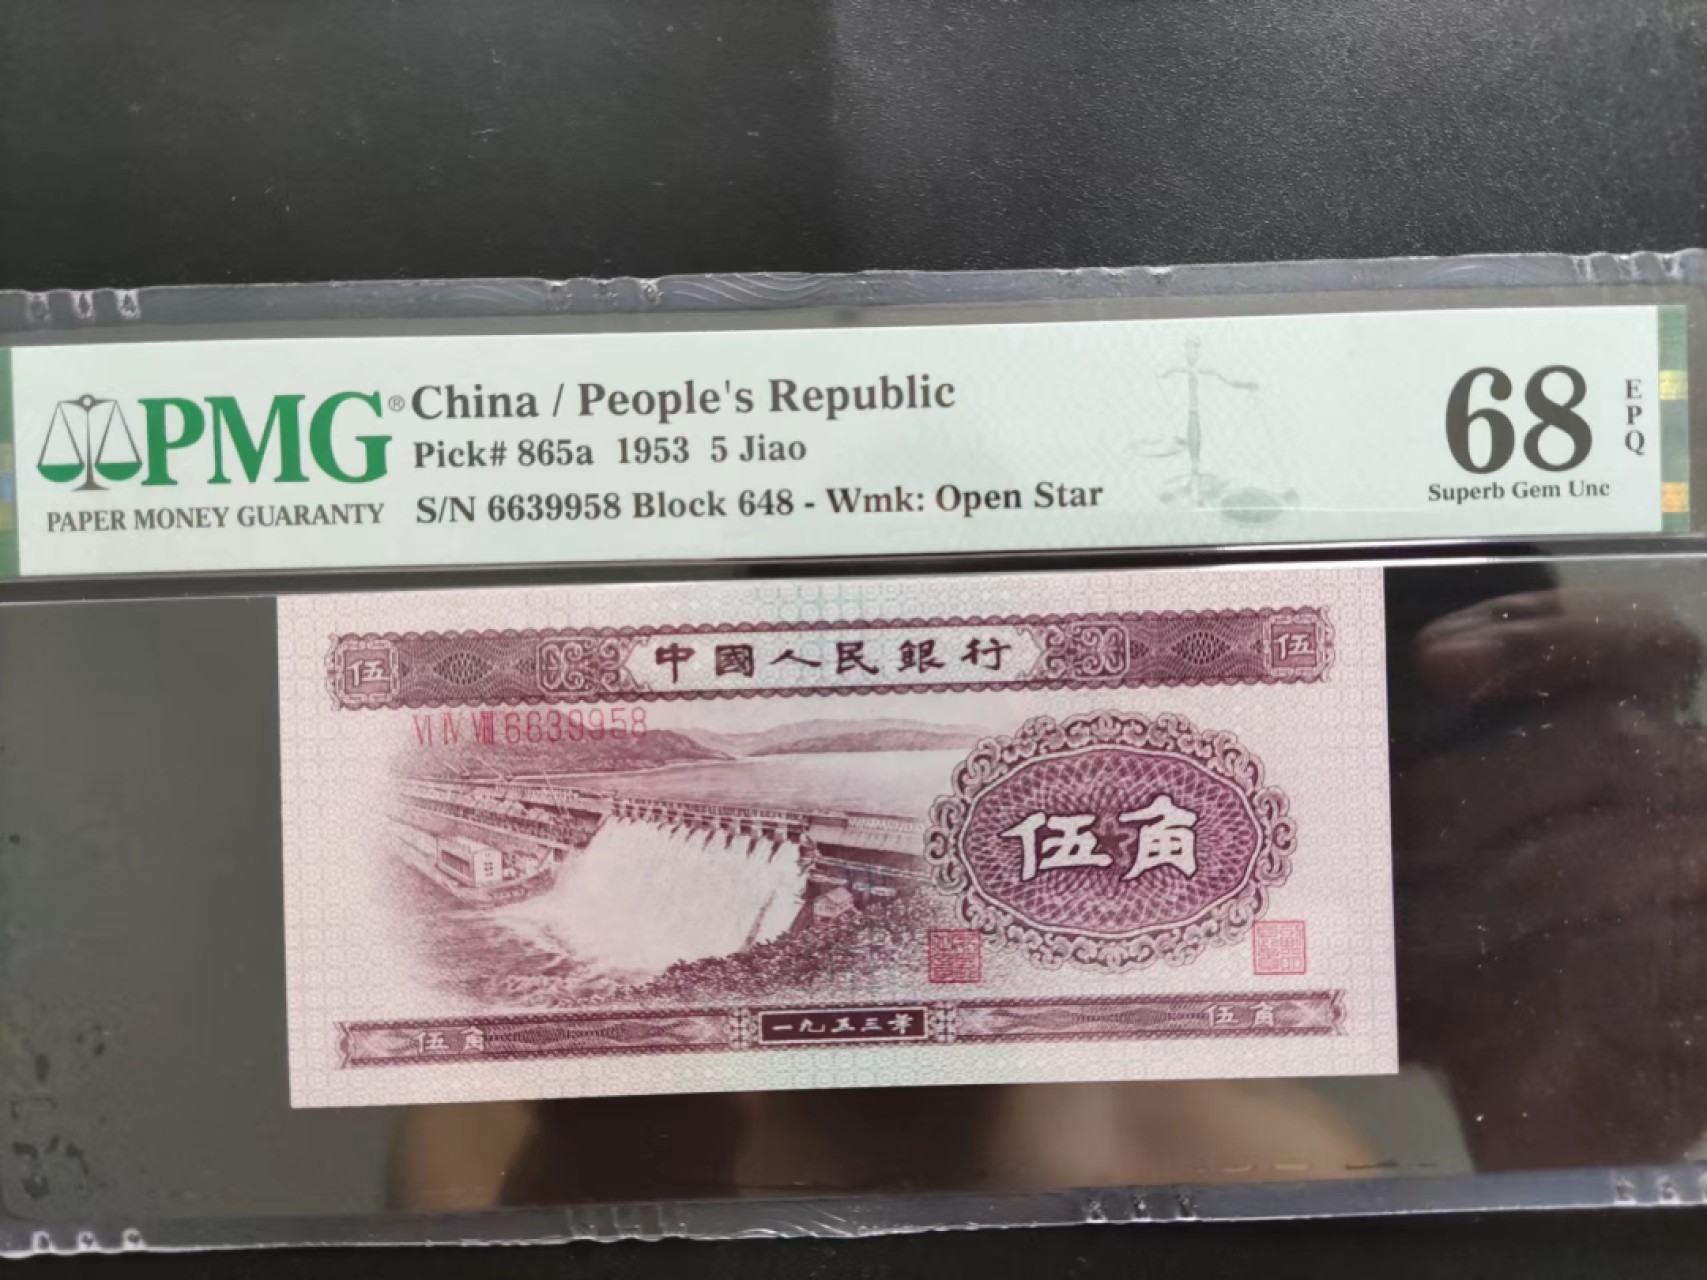 PMG® China / People's Republic
Pick# 865a 1953 5 Jiao
S/N 6639958 Block 648 - Wmk: Open Star
PAPER MONEY GUARANTY
68
EPQ
Superb Gem Unc
伍
中國人民銀行
伍
VI IV VIII 6639958
伍角
伍角
一九五三年
伍角